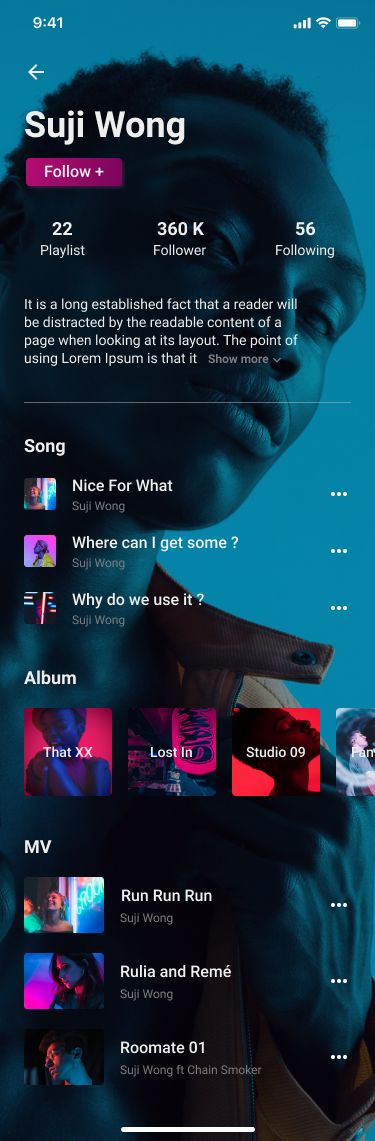 9:41
Suji Wong
Follow +
22 360 K 56
Playlist Follower Following
It is a long established fact that a reader will
be distracted by the readable content of a
page when looking at its layout. The point of
using Lorem Ipsum is that it Show more
Song
Nice For What
Suji Wong
Where can I get some ?
Suji Wong
Why do we use it ?
Suji Wong
Album
That XX Lost In Studio 09
MV
Run Run Run
Suji Wong
Rulia and Remé
Suji Wong
Roomate 01
Suji Wong ft Chain Smoker